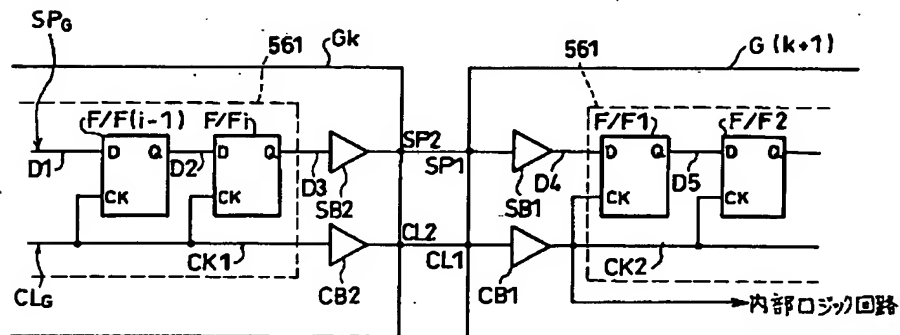 SPG
561
Gk
561
G(k+1)
F/F(i-1)
F/Fi
F/F1
F/F2
D Q
D Q
D Q
D Q
D1
D2
D3
SP2
SP1
D4
D5
CK
CK
SB2
SB1
CK
CK
CL2
CK1
CL1
CK2
CLG
CB2
CB1
内部ロジック回路